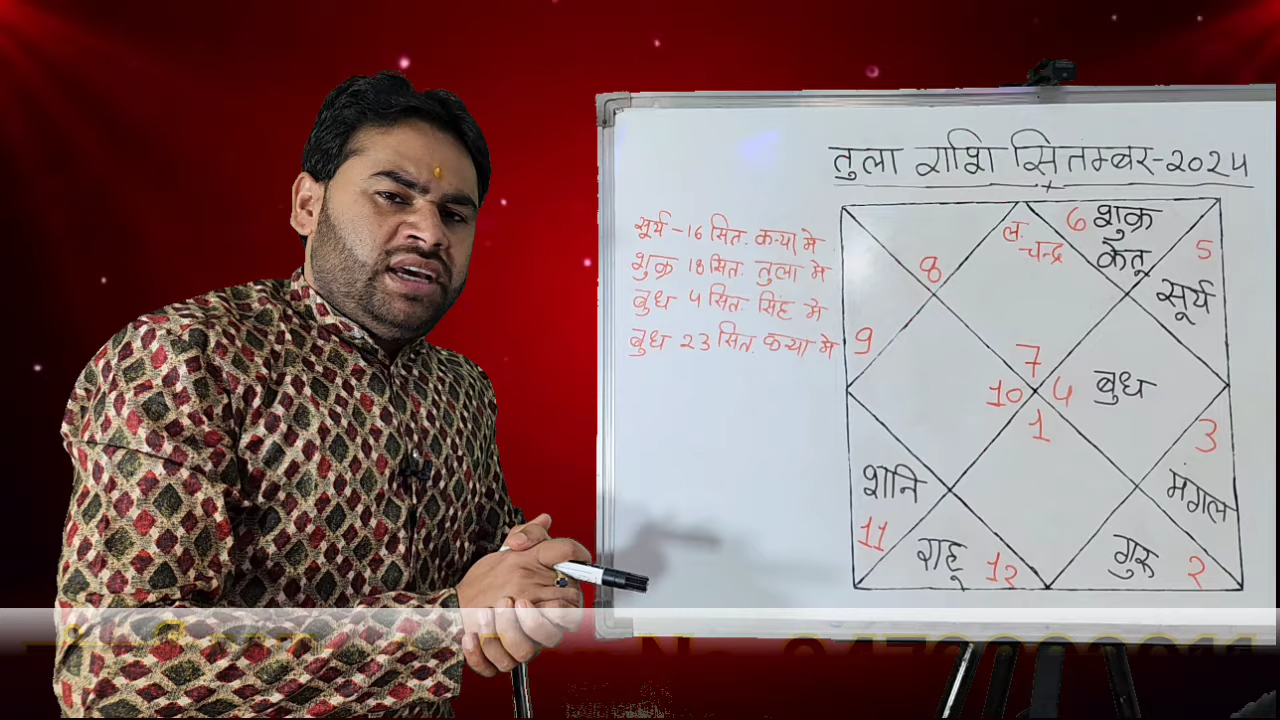 तुला राशि सितम्बर-२०२४
सूर्य-16 सित. कन्या मे
शुक्र 18 सित. तुला मे
बुध 4 सित. सिंह मे
बुध 23 सित. कन्या मे
ल.
चन्द्र
6 शुक्र
केतू
5
सूर्य
8
9
7
10
4
बुध
1
3
मंगल
शनि
11
राहू
12
गुरु
2